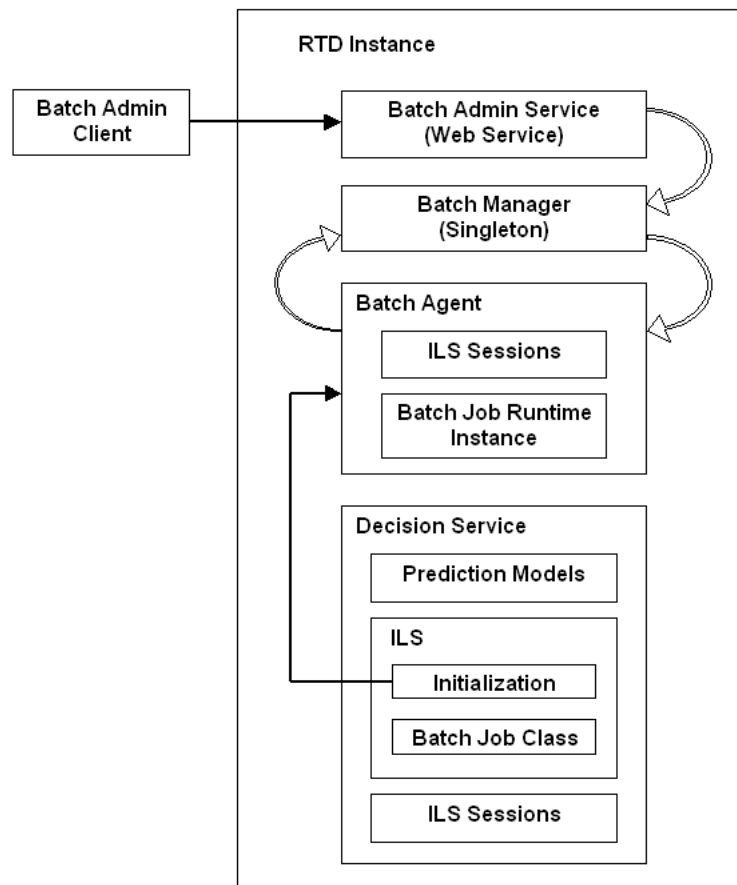 RTD Instance
Batch Admin
Client
Batch Admin Service
(Web Service)
Batch Manager
(Singleton)
Batch Agent
ILS Sessions
Batch Job Runtime
Instance
Decision Service
Prediction Models
ILS
Initialization
Batch Job Class
ILS Sessions